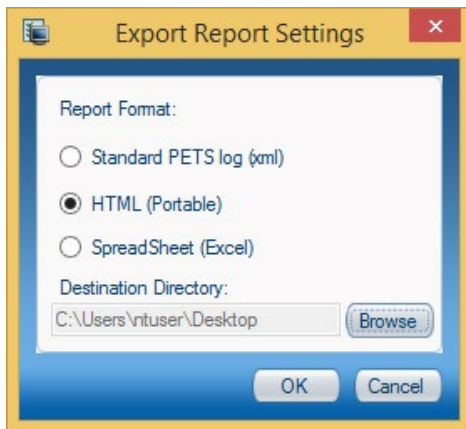 Export Report Settings
Report Format:
Standard PETS log (xml)
HTML (Portable)
SpreadSheet (Excel)
Destination Directory:
C:\Users\ntuser\Desktop Browse
OK Cancel